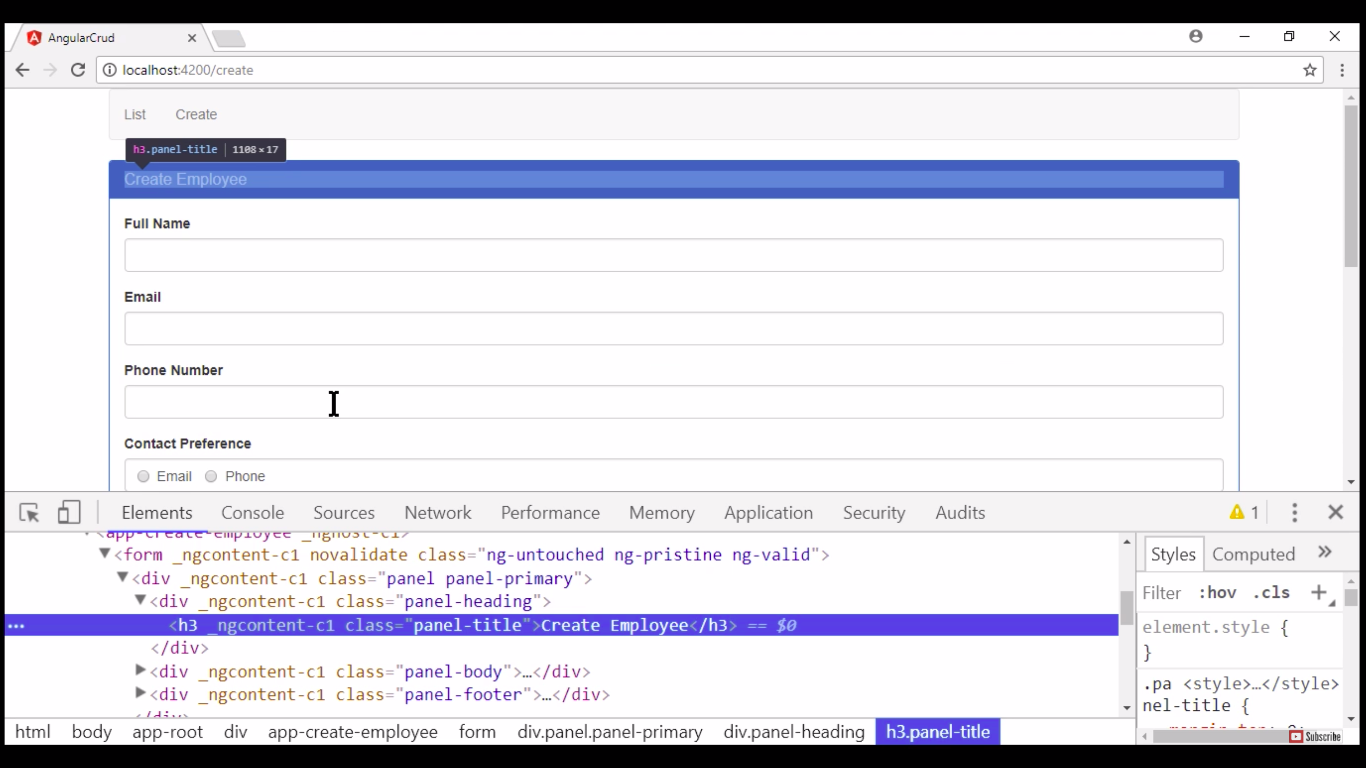 AngularCrud
localhost:4200/create
List Create
h3.panel-title 1108×17
Create Employee
Full Name
Email
Phone Number
Contact Preference
Email Phone
Elements Console Sources Network Performance Memory Application Security Audits 1
<form _ngcontent-c1 novalidate class="ng-untouched ng-pristine ng-valid">
<div _ngcontent-c1 class="panel panel-primary">
<div _ngcontent-c1 class="panel-heading">
<h3 _ngcontent-c1 class="panel-title">Create Employee</h3> == $0
</div>
<div _ngcontent-c1 class="panel-body">…</div>
<div _ngcontent-c1 class="panel-footer">…</div>
html body app-root div app-create-employee form div.panel.panel-primary div.panel-heading h3.panel-title
Styles Computed
Filter :hov .cls
element.style {
}
.pa <style>…</style>
nel-title {
Subscribe